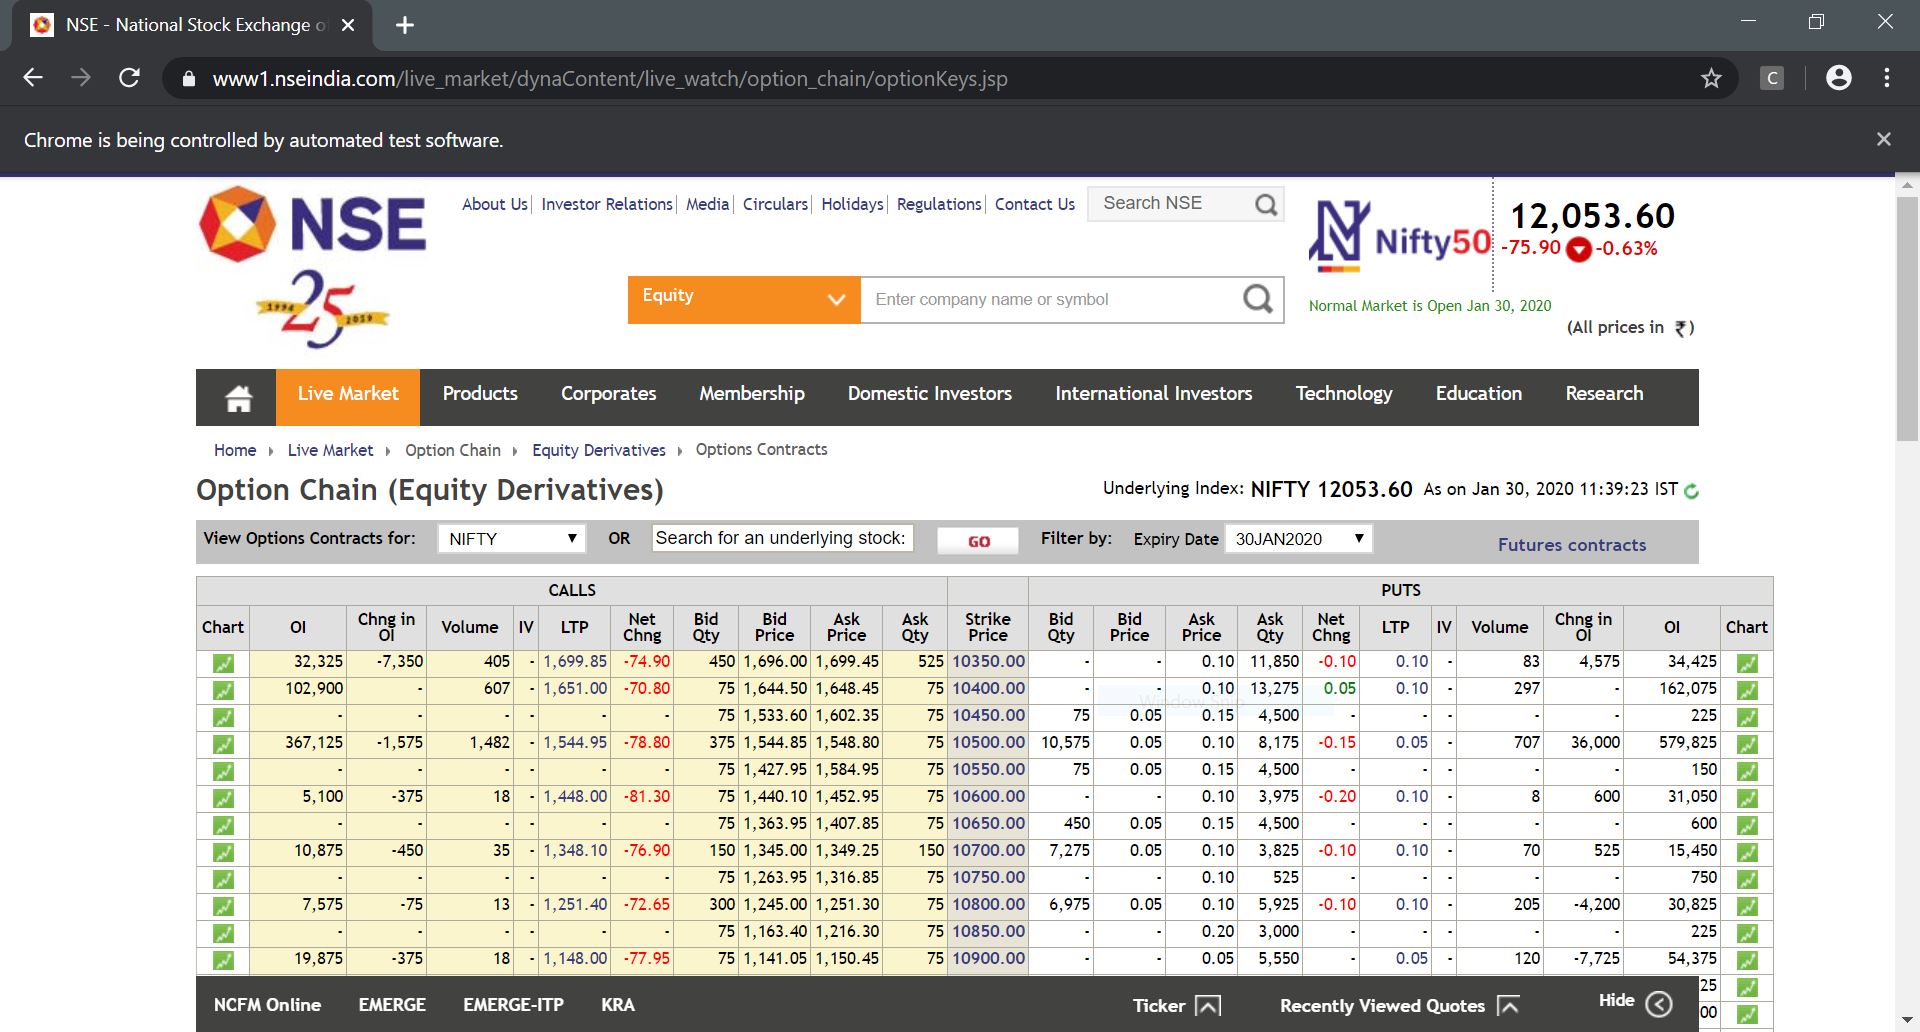 NSE - National Stock Exchange o
www1.nseindia.com/live_market/dynaContent/live_watch/option_chain/optionKeys.jsp
C
Chrome is being controlled by automated test software.
NSE
25
1994 2019
About Us Investor Relations Media Circulars Holidays Regulations Contact Us Search NSE
Nifty50
12,053.60
-75.90 -0.63%
Equity Enter company name or symbol
Normal Market is Open Jan 30, 2020
(All prices in ₹)
Live Market Products Corporates Membership Domestic Investors International Investors Technology Education Research
Home Live Market Option Chain Equity Derivatives Options Contracts
Option Chain (Equity Derivatives) Underlying Index: NIFTY 12053.60 As on Jan 30, 2020 11:39:23 IST
View Options Contracts for: NIFTY OR Search for an underlying stock: GO Filter by: Expiry Date 30JAN2020 Futures contracts
CALLS PUTS
Chart OI Chng in OI Volume IV LTP Net Chng Bid Qty Bid Price Ask Price Ask Qty Strike Price Bid Qty Bid Price Ask Price Ask Qty Net Chng LTP IV Volume Chng in OI OI Chart
32,325 -7,350 405 - 1,699.85 -74.90 450 1,696.00 1,699.45 525 10350.00 - - 0.10 11,850 -0.10 0.10 - 83 4,575 34,425
102,900 - 607 - 1,651.00 -70.80 75 1,644.50 1,648.45 75 10400.00 - - 0.10 13,275 0.05 0.10 - 297 - 162,075
- - - - - - 75 1,533.60 1,602.35 75 10450.00 75 0.05 0.15 4,500 - - - - - 225
367,125 -1,575 1,482 - 1,544.95 -78.80 375 1,544.85 1,548.80 75 10500.00 10,575 0.05 0.10 8,175 -0.15 0.05 - 707 36,000 579,825
- - - - - - 75 1,427.95 1,584.95 75 10550.00 75 0.05 0.15 4,500 - - - - - 150
5,100 -375 18 - 1,448.00 -81.30 75 1,440.10 1,452.95 75 10600.00 - - 0.10 3,975 -0.20 0.10 - 8 600 31,050
- - - - - - 75 1,363.95 1,407.85 75 10650.00 450 0.05 0.15 4,500 - - - - - 600
10,875 -450 35 - 1,348.10 -76.90 150 1,345.00 1,349.25 150 10700.00 7,275 0.05 0.10 3,825 -0.10 0.10 - 70 525 15,450
- - - - - - 75 1,263.95 1,316.85 75 10750.00 - - 0.10 525 - - - - - 750
7,575 -75 13 - 1,251.40 -72.65 300 1,245.00 1,251.30 75 10800.00 6,975 0.05 0.10 5,925 -0.10 0.10 - 205 -4,200 30,825
- - - - - - 75 1,163.40 1,216.30 75 10850.00 - - 0.20 3,000 - - - - - 225
19,875 -375 18 - 1,148.00 -77.95 75 1,141.05 1,150.45 75 10900.00 - - 0.05 5,550 - 0.05 - 120 -7,725 54,375
25
00
NCFM Online EMERGE EMERGE-ITP KRA Ticker Recently Viewed Quotes Hide